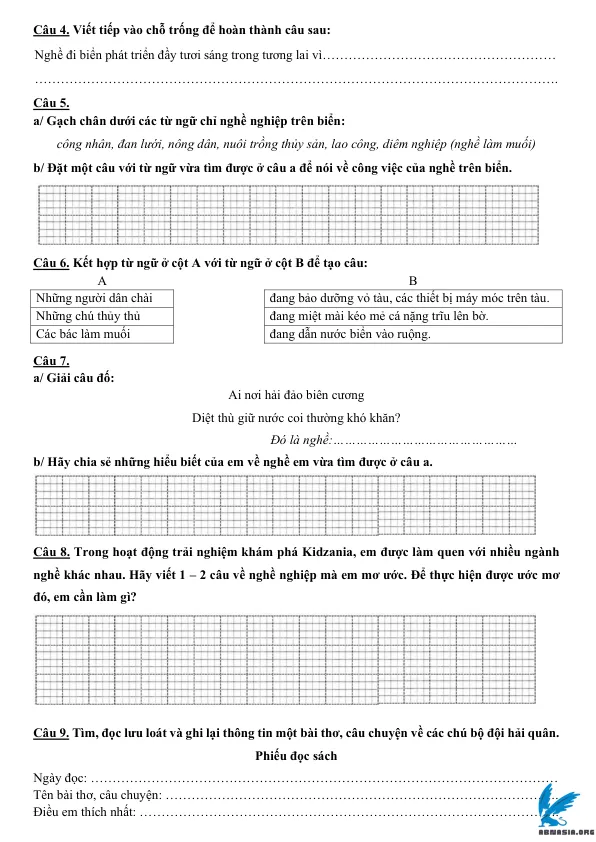 Câu 4. Viết tiếp vào chỗ trống để hoàn thành câu sau:
Nghề đi biển phát triển đầy tươi sáng trong tương lai vì………………………………………………
……………………………………………………………………………………………………………….
Câu 5.
a/ Gạch chân dưới các từ ngữ chỉ nghề nghiệp trên biển:
công nhân, đan lưới, nông dân, nuôi trồng thủy sản, lao công, diêm nghiệp (nghề làm muối)
b/ Đặt một câu với từ ngữ vừa tìm được ở câu a để nói về công việc của nghề trên biển.
Câu 6. Kết hợp từ ngữ ở cột A với từ ngữ ở cột B để tạo câu:
A B
Những người dân chài đang bảo dưỡng vỏ tàu, các thiết bị máy móc trên tàu.
Những chú thủy thủ đang miệt mài kéo mẻ cá nặng trĩu lên bờ.
Các bác làm muối đang dẫn nước biển vào ruộng.
Câu 7.
a/ Giải câu đố:
Ai nơi hải đảo biên cương
Diệt thù giữ nước coi thường khó khăn?
Đó là nghề:…………………………………………
b/ Hãy chia sẻ những hiểu biết của em về nghề em vừa tìm được ở câu a.
Câu 8. Trong hoạt động trải nghiệm khám phá Kidzania, em được làm quen với nhiều ngành
nghề khác nhau. Hãy viết 1 – 2 câu về nghề nghiệp mà em mơ ước. Để thực hiện được ước mơ
đó, em cần làm gì?
Câu 9. Tìm, đọc lưu loát và ghi lại thông tin một bài thơ, câu chuyện về các chú bộ đội hải quân.
Phiếu đọc sách
Ngày đọc: ………………………………………………………………………………………………
Tên bài thơ, câu chuyện: ………………………………………………………………………………
Điều em thích nhất: ……………………………………………………………………………………
ABMASIA.ORG